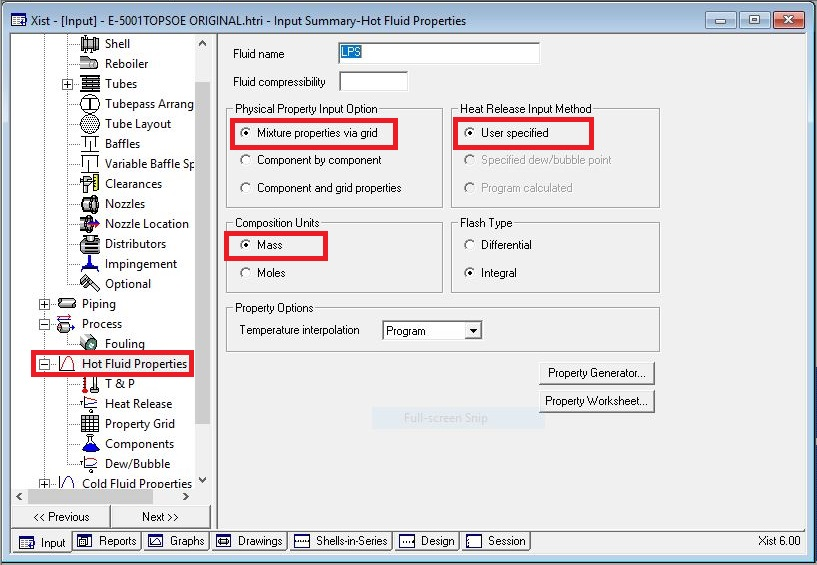 Xist - [Input] - E-5001TOPSOE ORIGINAL.htri - Input Summary-Hot Fluid Properties
Shell
Reboiler
Tubes
Tubepass Arrang
Tube Layout
Baffles
Variable Baffle Sp
Clearances
Nozzles
Nozzle Location
Distributors
Impingement
Optional
Piping
Process
Fouling
Hot Fluid Properties
T & P
Heat Release
Property Grid
Components
Dew/Bubble
Cold Fluid Properties
<< Previous
Next >>
Fluid name
LPS
Fluid compressibility
Physical Property Input Option
Mixture properties via grid
Component by component
Component and grid properties
Heat Release Input Method
User specified
Specified dew/bubble point
Program calculated
Composition Units
Mass
Moles
Flash Type
Differential
Integral
Property Options
Temperature interpolation
Program
Property Generator...
Property Worksheet...
Full-screen Snip
Input
Reports
Graphs
Drawings
Shells-in-Series
Design
Session
Xist 6.00